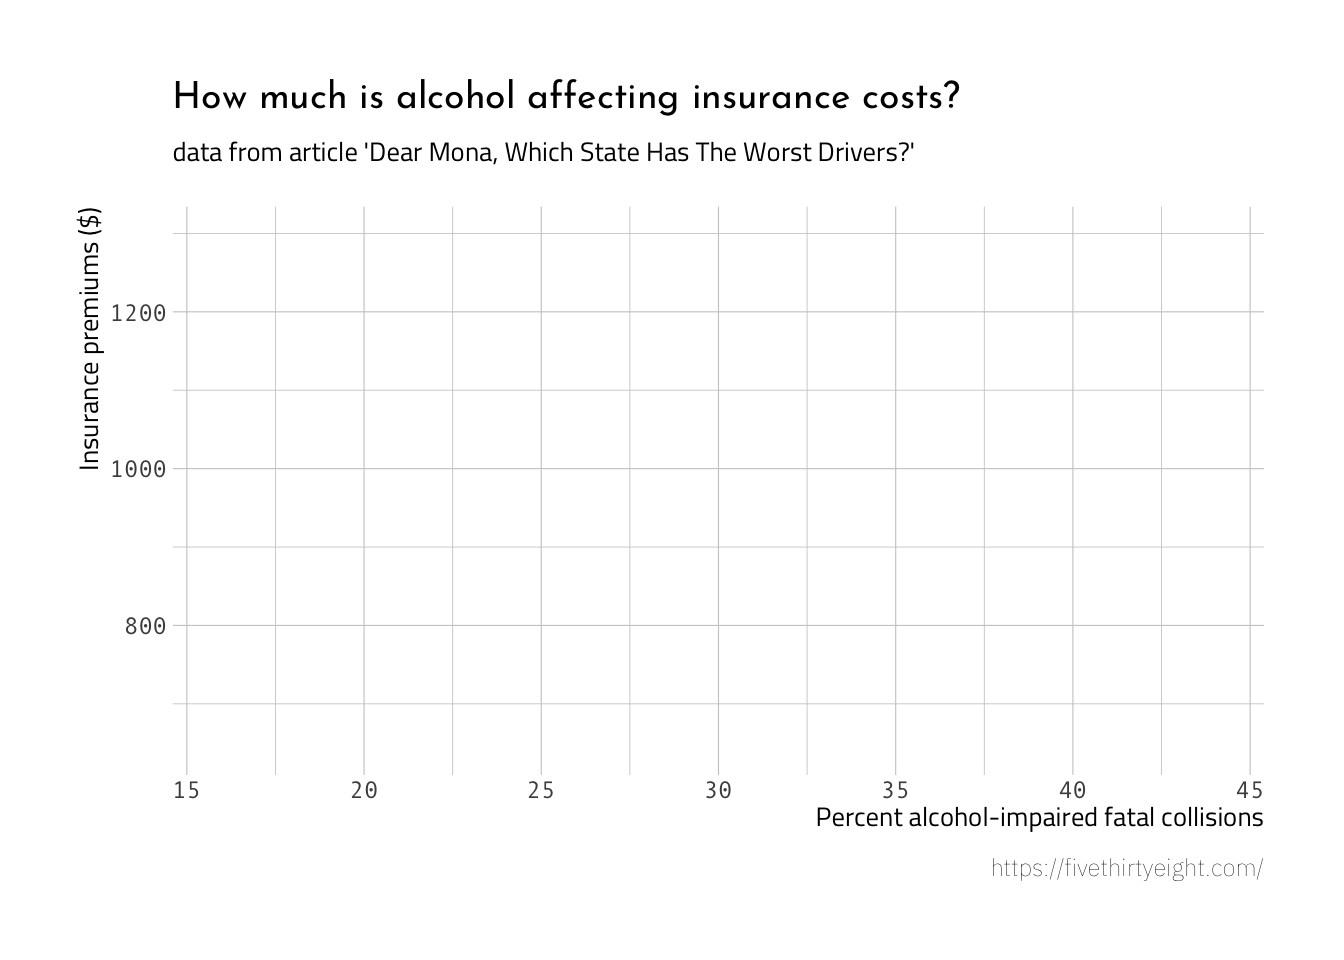 How much is alcohol affecting insurance costs?
data from article 'Dear Mona, Which State Has The Worst Drivers?'
Insurance premiums ($)
1200
1000
800
15 20 25 30 35 40 45
Percent alcohol-impaired fatal collisions
https://fivethirtyeight.com/